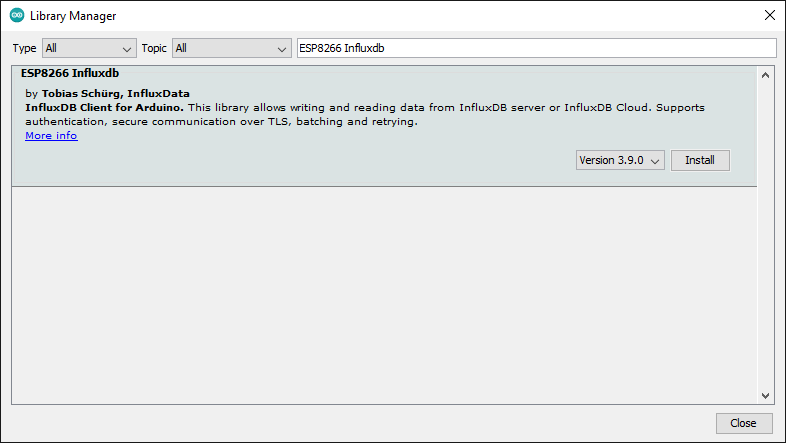 Library Manager
Type All Topic All ESP8266 Influxdb
ESP8266 Influxdb
by Tobias Schürg, InfluxData
InfluxDB Client for Arduino. This library allows writing and reading data from InfluxDB server or InfluxDB Cloud. Supports
authentication, secure communication over TLS, batching and retrying.
More info
Version 3.9.0 Install
Close